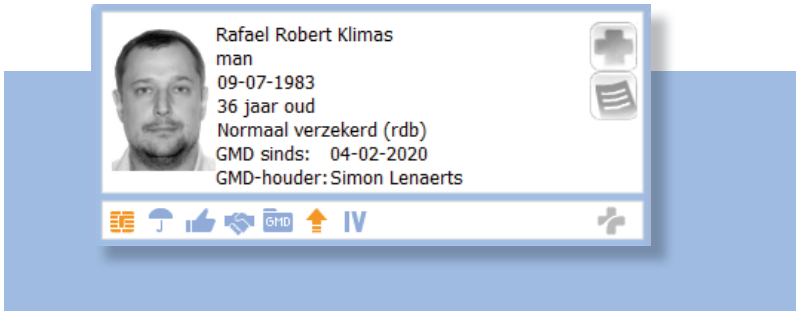 Rafael Robert Klimas
man
09-07-1983
36 jaar oud
Normaal verzekerd (rdb)
GMD sinds: 04-02-2020
GMD-houder: Simon Lenaerts
GMD IV